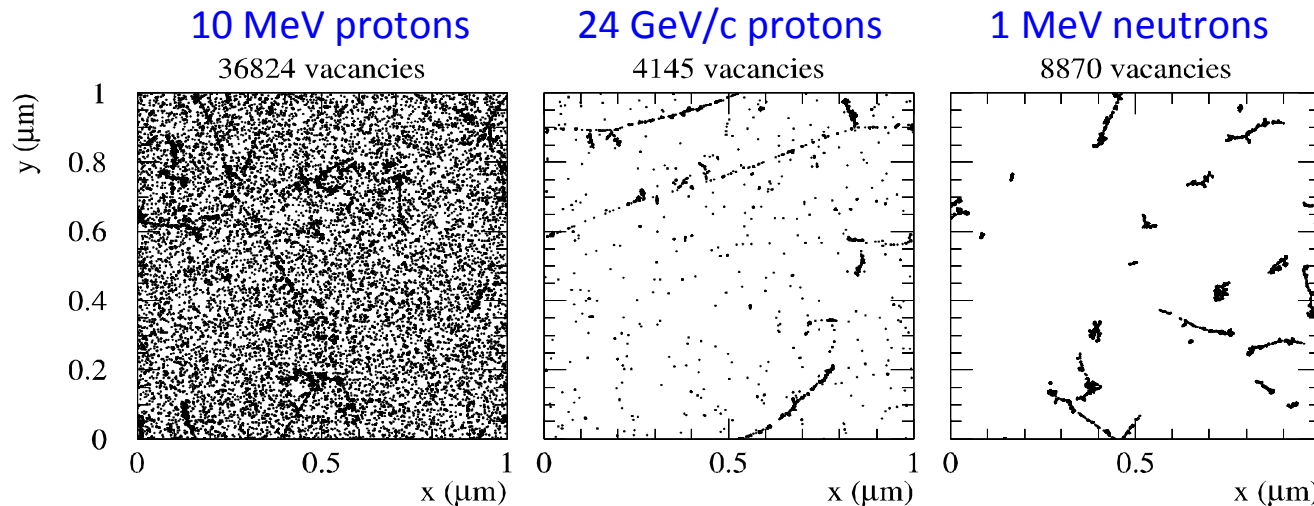 10 MeV protons 24 GeV/c protons 1 MeV neutrons
36824 vacancies 4145 vacancies 8870 vacancies
y (μm)
1
0.8
0.6
0.4
0.2
0
0 0.5 1 0 0.5 1 0.5 1
x (μm) x (μm) x (μm)